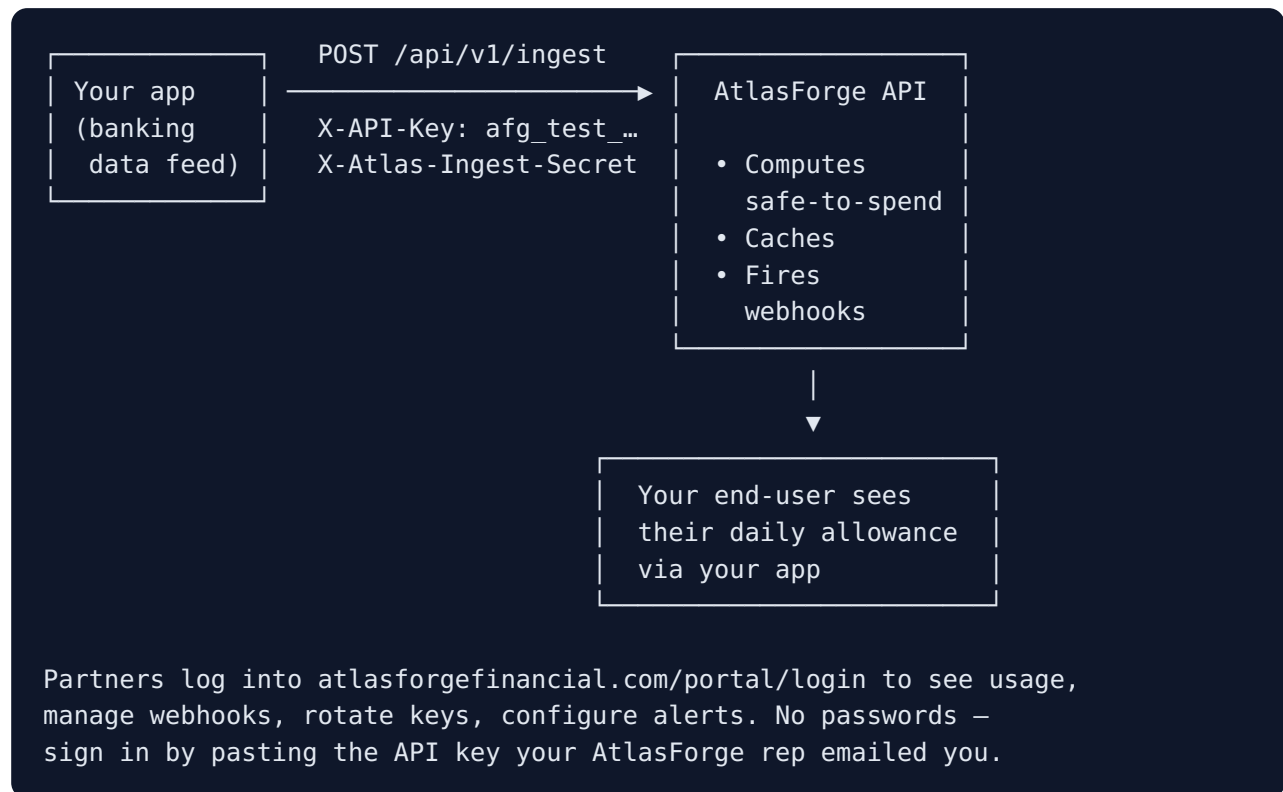 POST /api/v1/ingest
Your app
(banking
data feed)
X-API-Key: afg_test_…
X-Atlas-Ingest-Secret
AtlasForge API
• Computes
safe-to-spend
• Caches
• Fires
webhooks
Your end-user sees
their daily allowance
via your app
Partners log into atlasforgefinancial.com/portal/login to see usage,
manage webhooks, rotate keys, configure alerts. No passwords —
sign in by pasting the API key your AtlasForge rep emailed you.